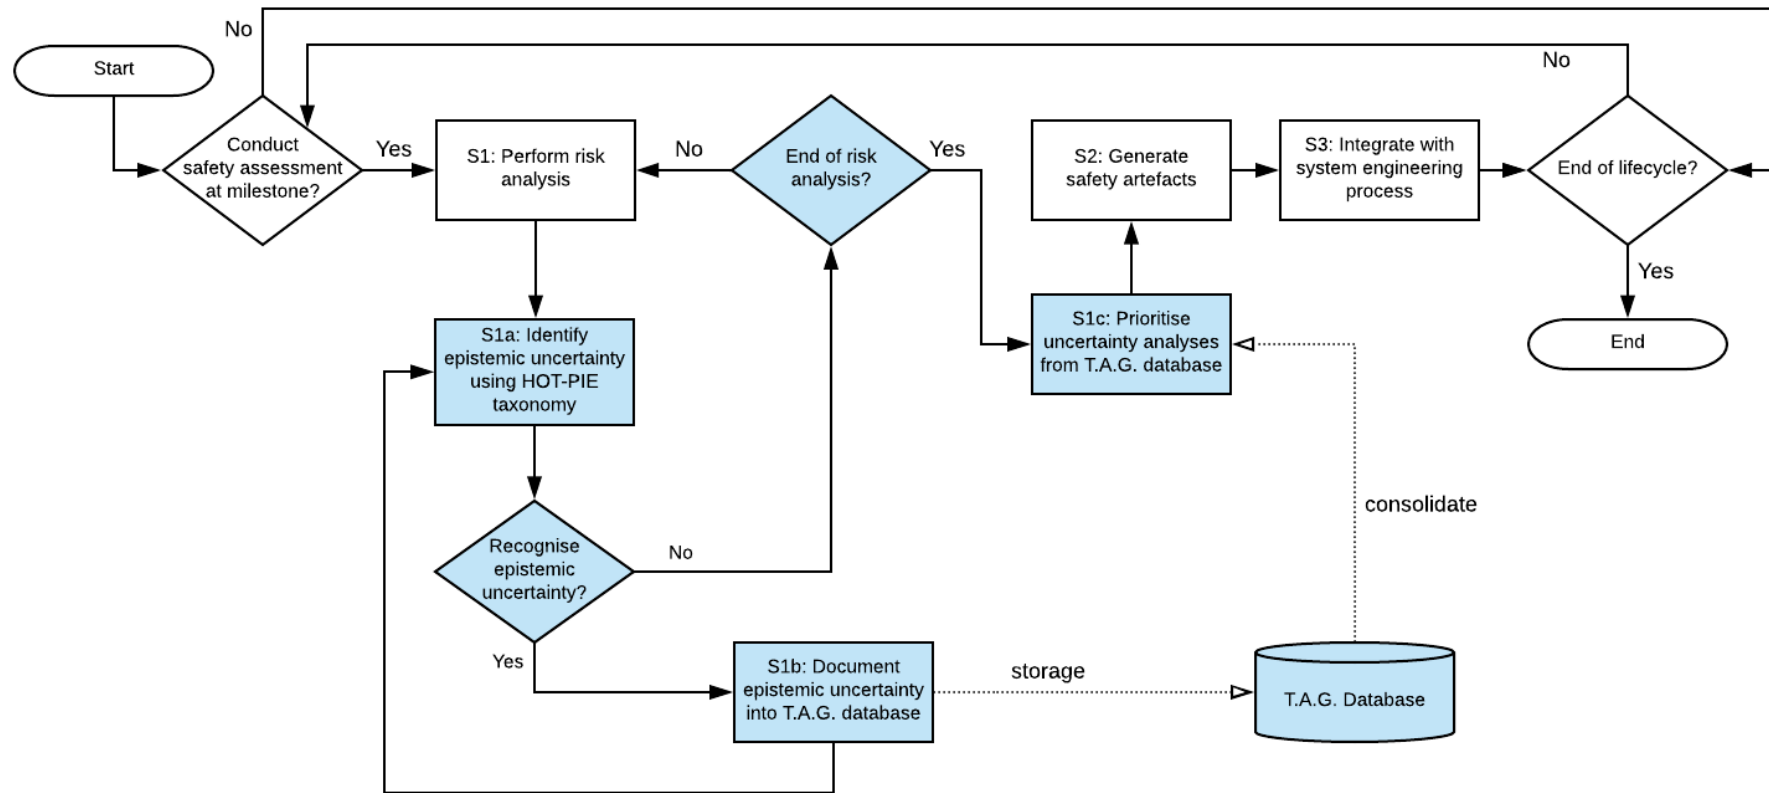 No
No
Start
Conduct
safety assessment
at milestone?
Yes
S1: Perform risk
analysis
No
End of risk
analysis?
Yes
S2: Generate
safety artefacts
S3: Integrate with
system engineering
process
End of lifecycle?
Yes
End
S1a: Identify
epistemic uncertainty
using HOT-PIE
taxonomy
S1c: Prioritise
uncertainty analyses
from T.A.G. database
consolidate
Recognise
epistemic
uncertainty?
No
Yes
S1b: Document
epistemic uncertainty
into T.A.G. database
storage
T.A.G. Database